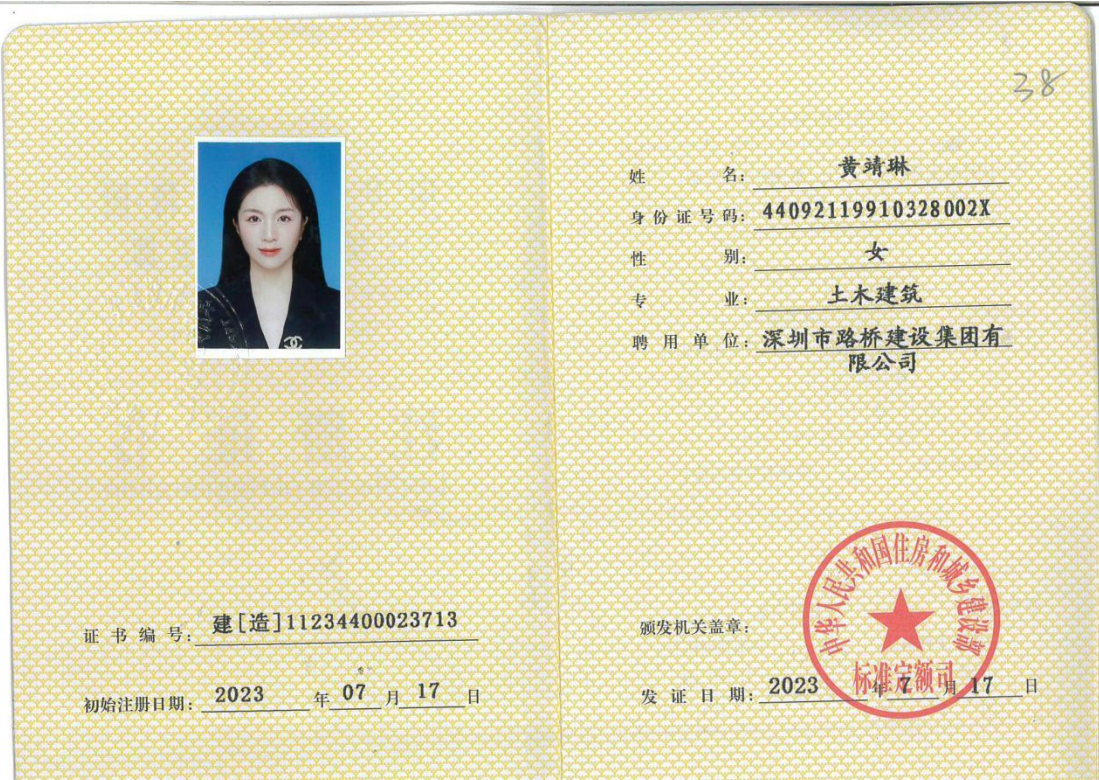 38
姓 名: 黄靖琳
身份证号码: 44092119910328002X
性 别: 女
专 业: 土木建筑
聘用单位: 深圳市路桥建设集团有
限公司
证书编号: 建[造]11234400023713
初始注册日期: 2023 年 07 月 17 日
颁发机关盖章:
中华人民共和国住房和城乡建设部
标准定额司
发证日期: 2023 年 7 月 17 日